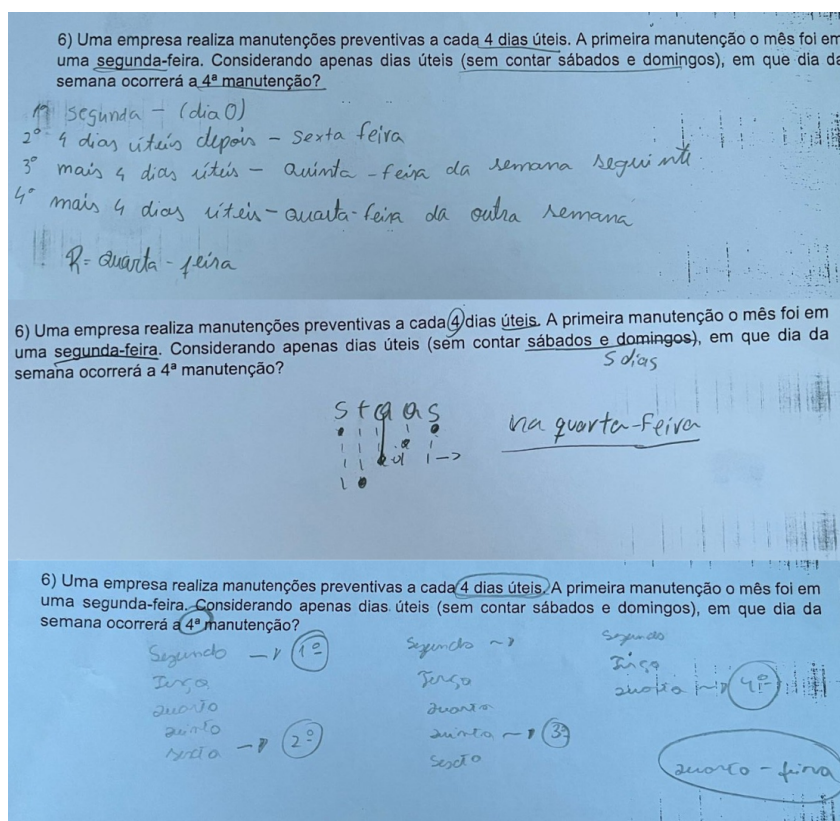 6) Uma empresa realiza manutenções preventivas a cada 4 dias úteis. A primeira manutenção o mês foi em
uma segunda-feira. Considerando apenas dias úteis (sem contar sábados e domingos), em que dia da
semana ocorrerá a 4ª manutenção?
1º segunda - (dia 0)
2º 4 dias úteis depois - sexta feira
3º mais 4 dias úteis - quinta-feira da semana seguinte
4º mais 4 dias úteis - quarta-feira da outra semana
R= quarta-feira
6) Uma empresa realiza manutenções preventivas a cada 4 dias úteis. A primeira manutenção o mês foi em
uma segunda-feira. Considerando apenas dias úteis (sem contar sábados e domingos), em que dia da
semana ocorrerá a 4ª manutenção?
5 dias
S t q q s
na quarta-feira
6) Uma empresa realiza manutenções preventivas a cada 4 dias úteis. A primeira manutenção o mês foi em
uma segunda-feira. Considerando apenas dias úteis (sem contar sábados e domingos), em que dia da
semana ocorrerá a 4ª manutenção?
Segundo → 1º
Terça
quarto
quinto
sexta → 2º
Segundo →
Terça
quarta
quinta → 3º
Sexto
Segundo
Terça
quarta → 4º
quarto - feira